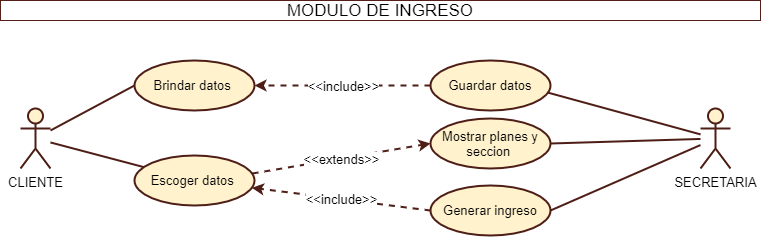 MODULO DE INGRESO
Brindar datos
<<include>>
Guardar datos
Mostrar planes y
seccion
<<extends>>
CLIENTE
Escoger datos
SECRETARIA
<<include>>
Generar ingreso